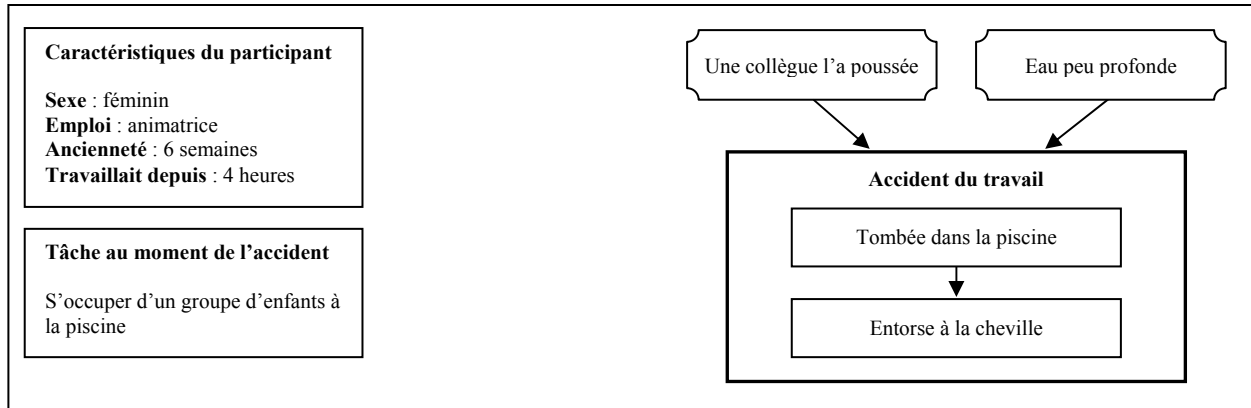 Caractéristiques du participant
Sexe : féminin
Emploi : animatrice
Ancienneté : 6 semaines
Travaillait depuis : 4 heures
Tâche au moment de l’accident
S’occuper d’un groupe d’enfants à
la piscine
Une collègue l’a poussée
Eau peu profonde
Accident du travail
Tombée dans la piscine
Entorse à la cheville